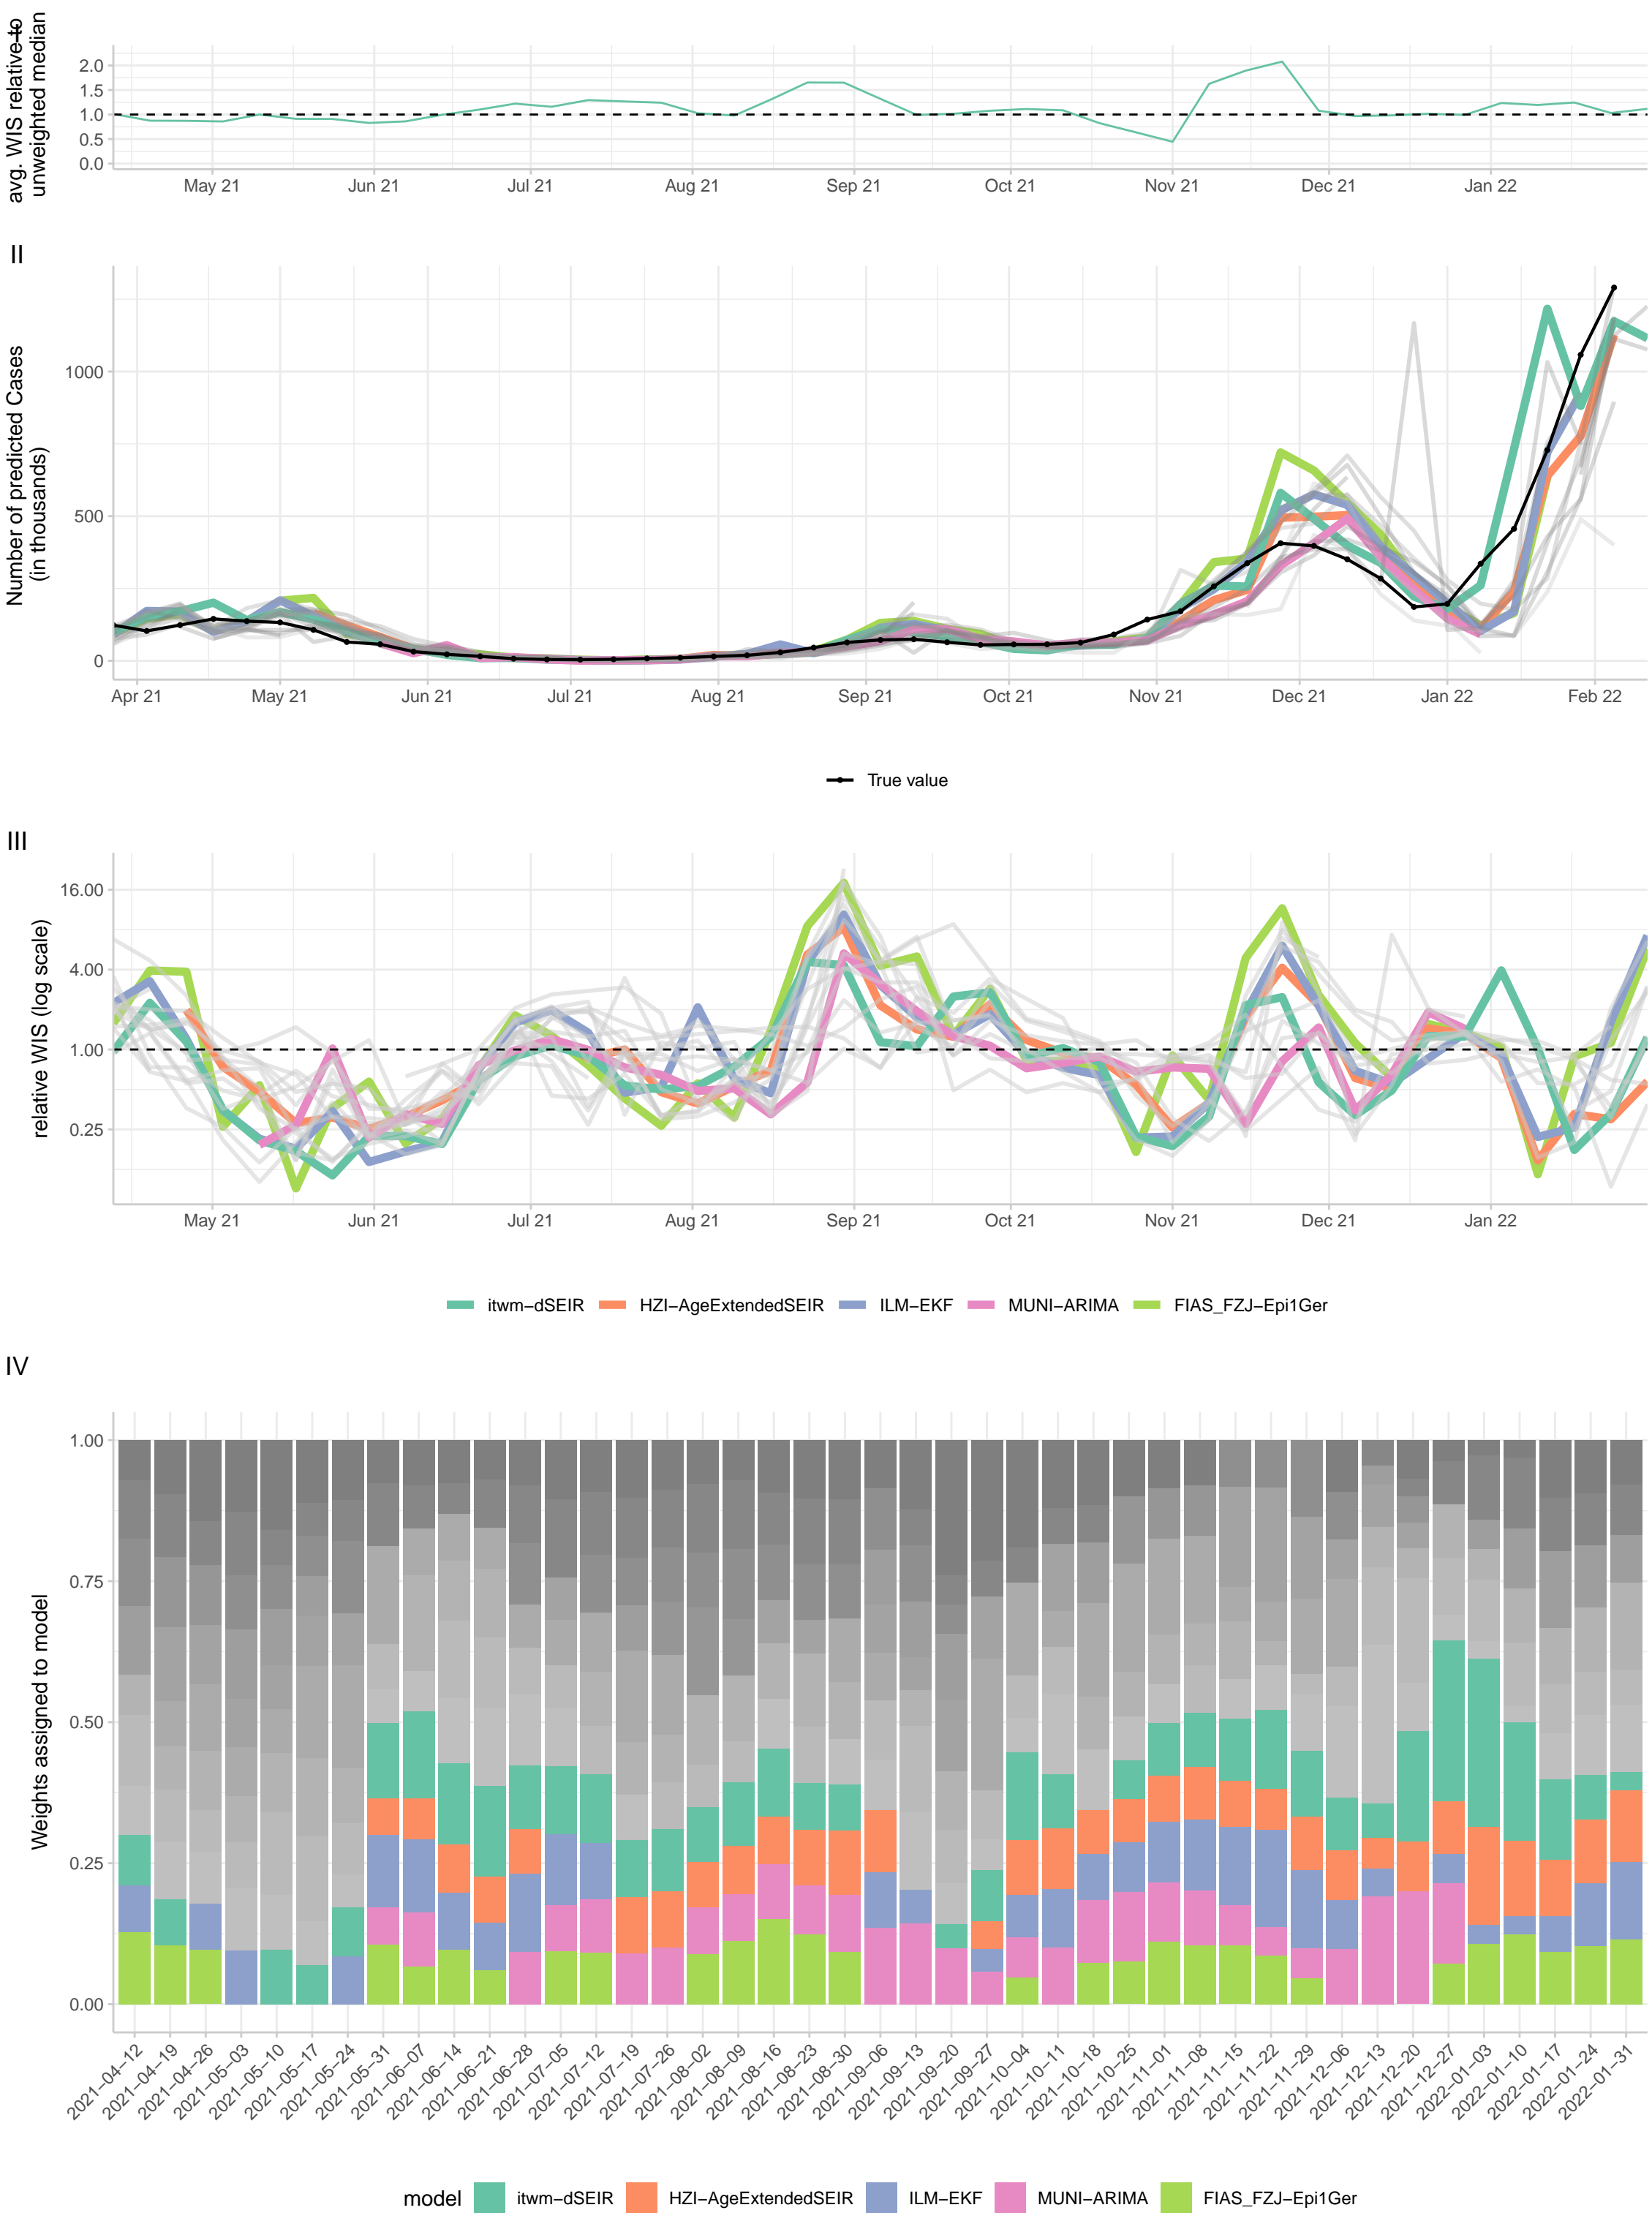 I
avg. WIS relative to
unweighted median
2.0
1.5
1.0
0.5
0.0
May 21 Jun 21 Jul 21 Aug 21 Sep 21 Oct 21 Nov 21 Dec 21 Jan 22
II
Number of predicted Cases
(in thousands)
1000
500
0
Apr 21 May 21 Jun 21 Jul 21 Aug 21 Sep 21 Oct 21 Nov 21 Dec 21 Jan 22 Feb 22
True value
III
relative WIS (log scale)
16.00
4.00
1.00
0.25
May 21 Jun 21 Jul 21 Aug 21 Sep 21 Oct 21 Nov 21 Dec 21 Jan 22
itwm−dSEIR HZI−AgeExtendedSEIR ILM−EKF MUNI−ARIMA FIAS_FZJ−Epi1Ger
IV
Weights assigned to model
1.00
0.75
0.50
0.25
0.00
2021−04−12 2021−04−19 2021−04−26 2021−05−03 2021−05−10 2021−05−17 2021−05−24 2021−05−31 2021−06−07 2021−06−14 2021−06−21 2021−06−28 2021−07−05 2021−07−12 2021−07−19 2021−07−26 2021−08−02 2021−08−09 2021−08−16 2021−08−23 2021−08−30 2021−09−06 2021−09−13 2021−09−20 2021−09−27 2021−10−04 2021−10−11 2021−10−18 2021−10−25 2021−11−01 2021−11−08 2021−11−15 2021−11−22 2021−11−29 2021−12−06 2021−12−13 2021−12−20 2021−12−27 2022−01−03 2022−01−10 2022−01−17 2022−01−24 2022−01−31
model itwm−dSEIR HZI−AgeExtendedSEIR ILM−EKF MUNI−ARIMA FIAS_FZJ−Epi1Ger